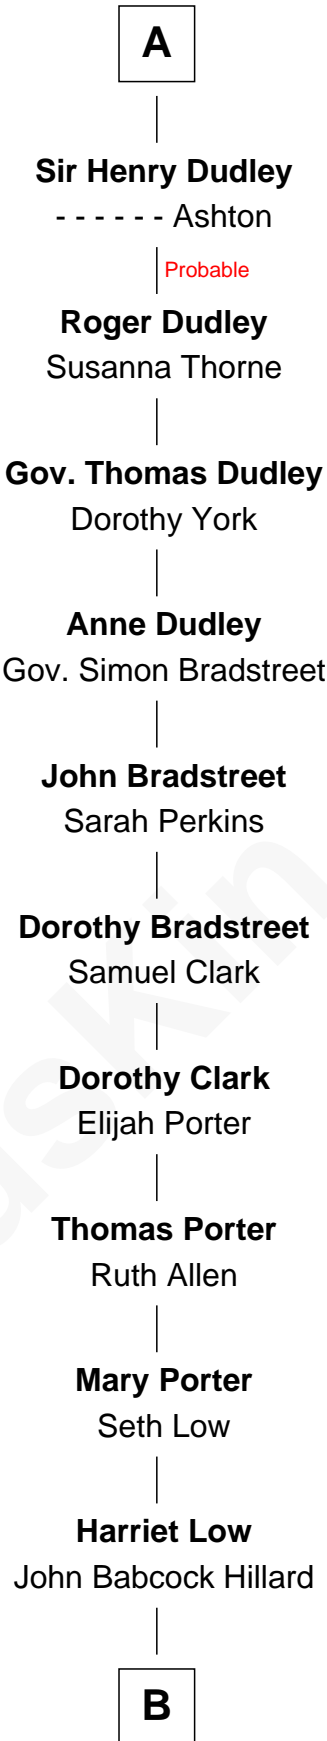 A
Sir Henry Dudley
- - - - - - Ashton
Probable
Roger Dudley
Susanna Thorne
Gov. Thomas Dudley
Dorothy York
Anne Dudley
Gov. Simon Bradstreet
John Bradstreet
Sarah Perkins
Dorothy Bradstreet
Samuel Clark
Dorothy Clark
Elijah Porter
Thomas Porter
Ruth Allen
Mary Porter
Seth Low
Harriet Low
John Babcock Hillard
B